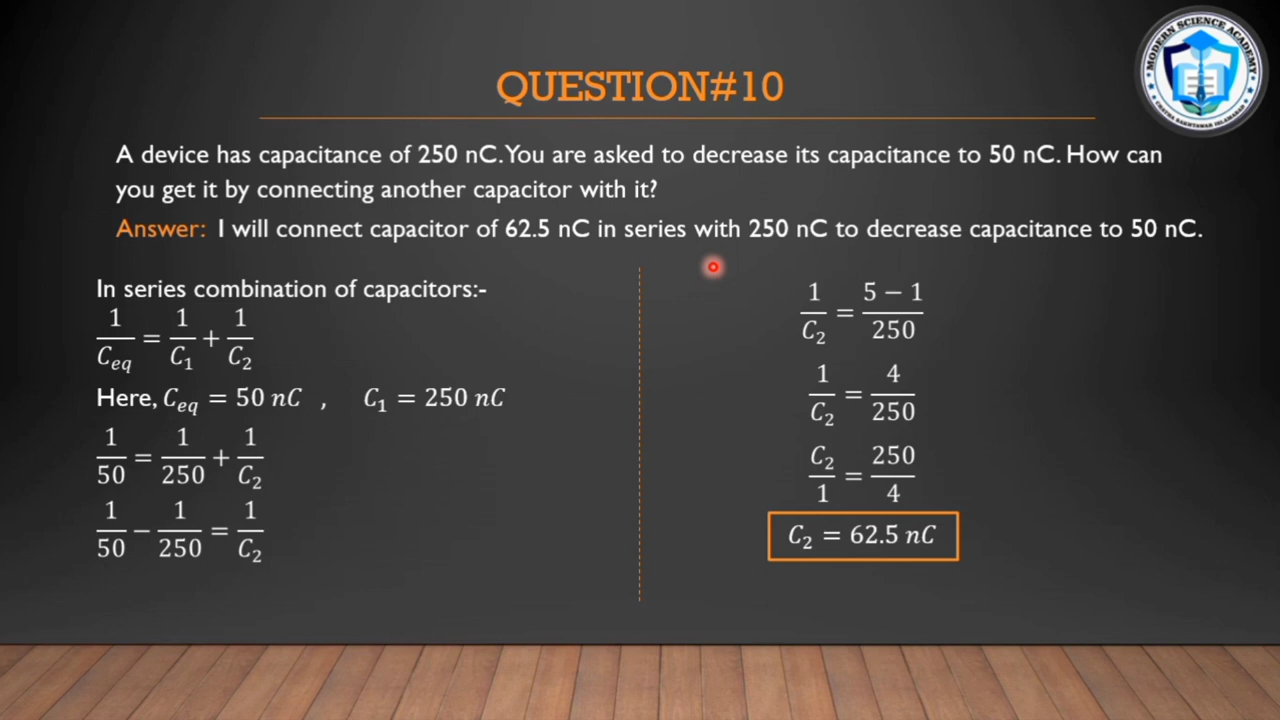 MODERN SCIENCE ACADEMY
QUESTION#10
A device has capacitance of 250 nC. You are asked to decrease its capacitance to 50 nC. How can
you get it by connecting another capacitor with it?
Answer: I will connect capacitor of 62.5 nC in series with 250 nC to decrease capacitance to 50 nC.
In series combination of capacitors:-
1/C_eq = 1/C_1 + 1/C_2
Here, C_eq = 50 nC , C_1 = 250 nC
1/50 = 1/250 + 1/C_2
1/50 − 1/250 = 1/C_2
1/C_2 = (5 − 1)/250
1/C_2 = 4/250
C_2/1 = 250/4
C_2 = 62.5 nC